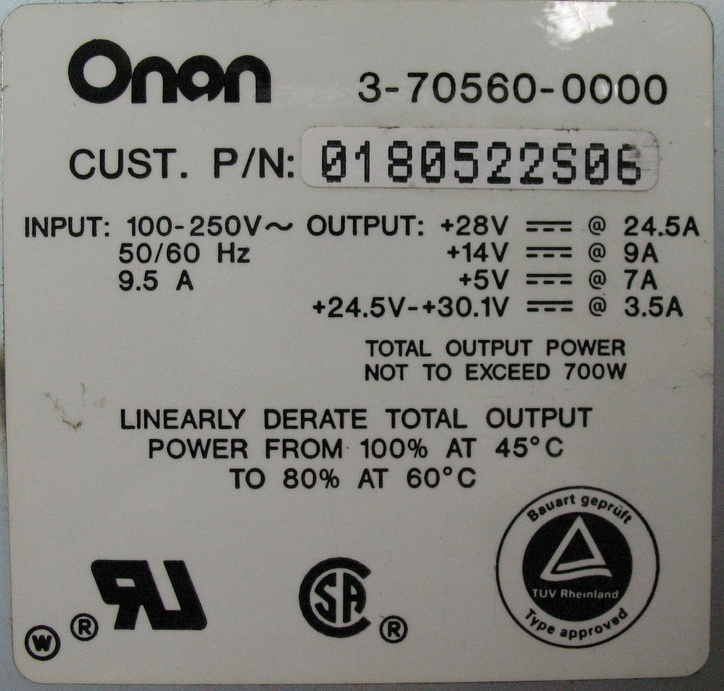 Onan 3-70560-0000
CUST. P/N: 0180522S06
INPUT: 100-250V~ OUTPUT: +28V ⎓ @ 24.5A
50/60 Hz +14V ⎓ @ 9A
9.5 A +5V ⎓ @ 7A
+24.5V-+30.1V ⎓ @ 3.5A
TOTAL OUTPUT POWER
NOT TO EXCEED 700W
LINEARLY DERATE TOTAL OUTPUT
POWER FROM 100% AT 45°C
TO 80% AT 60°C
W ® RU SA ®
Bauart geprüft
TUV Rheinland
Type approved